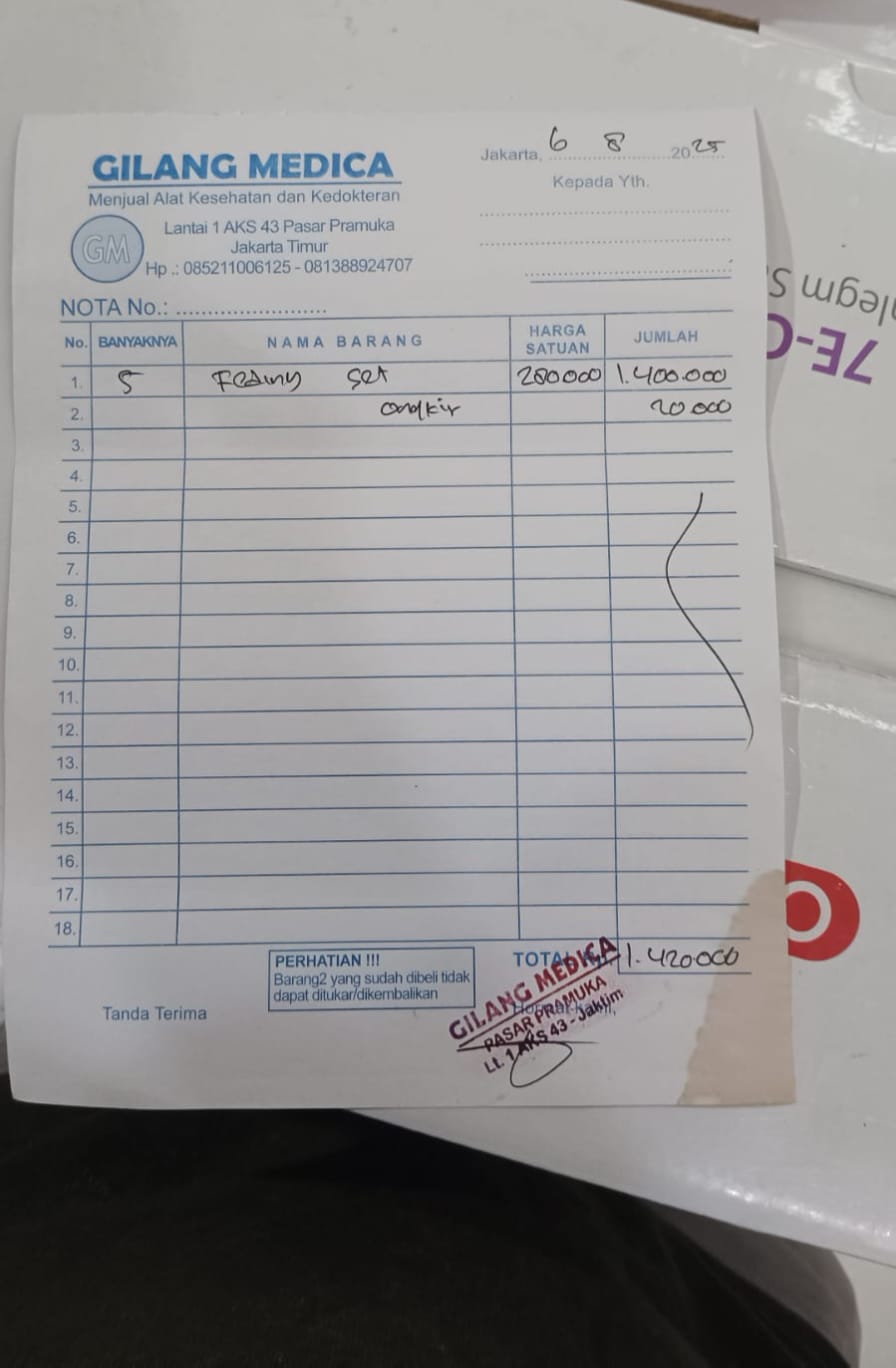 GILANG MEDICA
Menjual Alat Kesehatan dan Kedokteran
GM
Lantai 1 AKS 43 Pasar Pramuka
Jakarta Timur
Hp .: 085211006125 - 081388924707
Jakarta, 6 8 2025
Kepada Yth.
NOTA No.:
No. BANYAKNYA NAMA BARANG HARGA SATUAN JUMLAH
1. 5 set 280000 1.400.000
2. ongkir 20 000
3.
4.
5.
6.
7.
8.
9.
10.
11.
12.
13.
14.
15.
16.
17.
18.
TOTAL 1.420000
PERHATIAN !!!
Barang2 yang sudah dibeli tidak
dapat ditukar/dikembalikan
Tanda Terima
Hormat kami,
GILANG MEDICA
PASAR PRAMUKA
Lt. 1 AKS 43 - Jaktim
7E-C